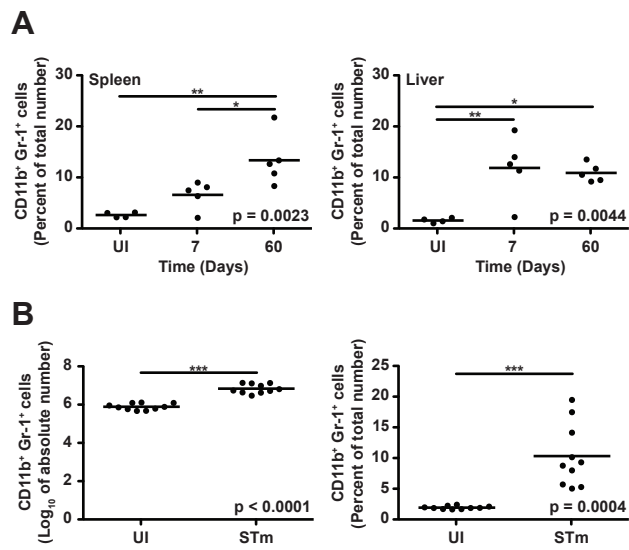 A
Spleen
**
*
CD11b⁺ Gr-1⁺ cells
(Percent of total number)
30
20
10
0
p = 0.0023
UI 7 60
Time (Days)
Liver
*
**
CD11b⁺ Gr-1⁺ cells
(Percent of total number)
30
20
10
0
p = 0.0044
UI 7 60
Time (Days)
B
***
CD11b⁺ Gr-1⁺ cells
(Log₁₀ of absolute number)
8
6
4
2
0
p < 0.0001
UI STm
***
CD11b⁺ Gr-1⁺ cells
(Percent of total number)
25
20
15
10
5
0
p = 0.0004
UI STm